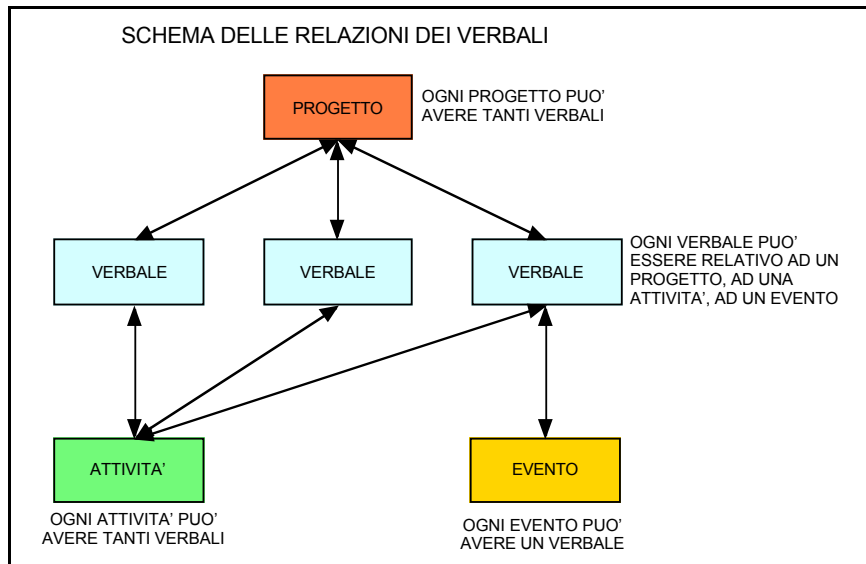 SCHEMA DELLE RELAZIONI DEI VERBALI
PROGETTO
OGNI PROGETTO PUO'
AVERE TANTI VERBALI
VERBALE
VERBALE
VERBALE
OGNI VERBALE PUO'
ESSERE RELATIVO AD UN
PROGETTO, AD UNA
ATTIVITA', AD UN EVENTO
ATTIVITA'
EVENTO
OGNI ATTIVITA' PUO'
AVERE TANTI VERBALI
OGNI EVENTO PUO'
AVERE UN VERBALE